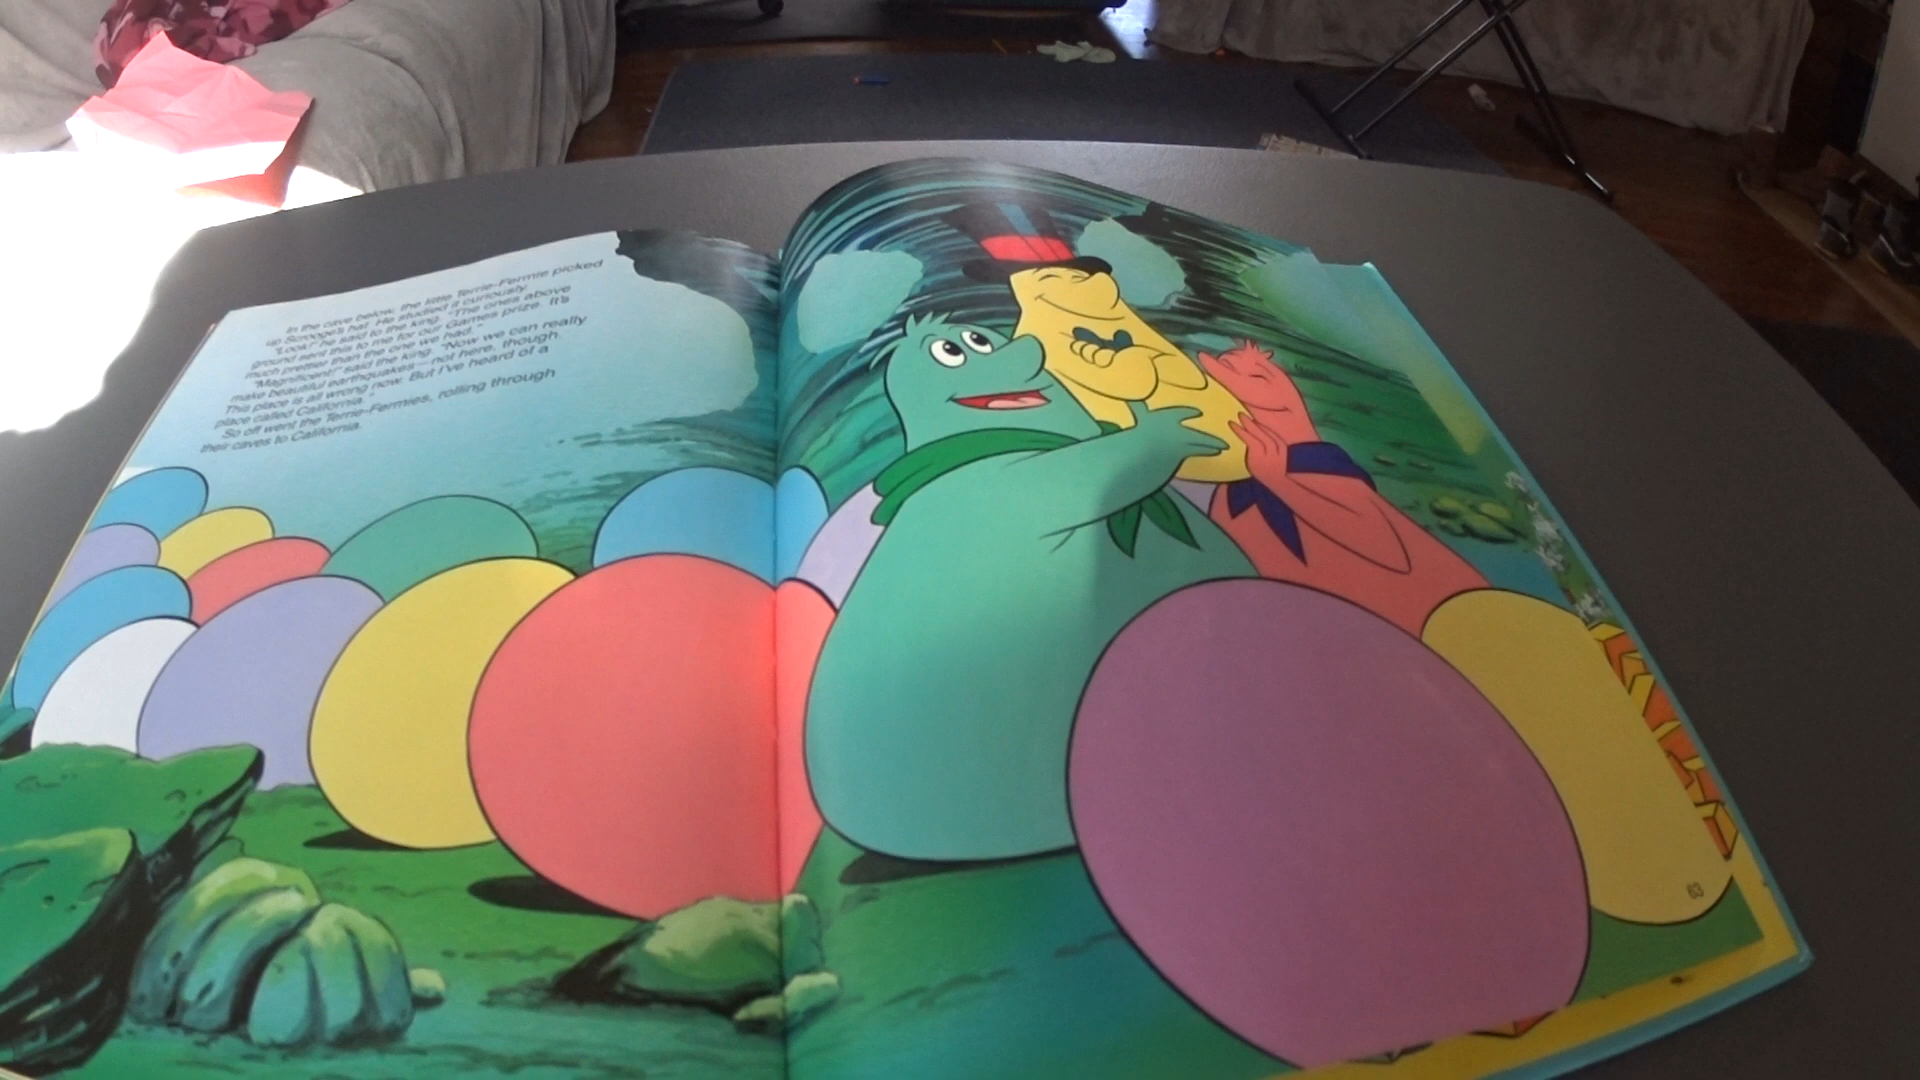 In the cave below, the little Terrie-Fermie picked
up Scrooge's hat. He studied it curiously.
"Look!" he said to the king. "The ones above
ground sent this to me for our Games prize. It's
much prettier than the one we had."
"Magnificent!" said the king. "Now we can really
make beautiful earthquakes—not here, though.
This place is all wrong now. But I've heard of a
place called California."
So off went the Terrie-Fermies, rolling through
their caves to California.
63